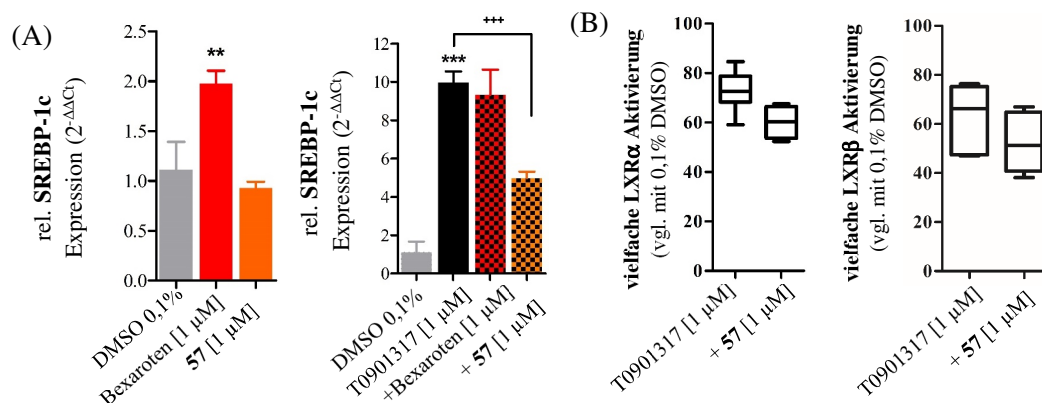 (A)
rel. SREBP-1c
Expression (2-ΔΔCt)
2.5
2.0
1.5
1.0
0.5
0.0
**
DMSO 0,1%
Bexaroten [1 µM]
57 [1 µM]
rel. SREBP-1c
Expression (2-ΔΔCt)
12
10
8
6
4
2
0
***
+++
DMSO 0,1%
T0901317 [1 µM]
+Bexaroten [1 µM]
+ 57 [1 µM]
(B)
vielfache LXRα Aktivierung
(vgl. mit 0,1% DMSO)
100
80
60
40
20
0
T0901317 [1 µM]
+ 57 [1 µM]
vielfache LXRβ Aktivierung
(vgl. mit 0,1% DMSO)
100
80
60
40
20
0
T0901317 [1 µM]
+ 57 [1 µM]